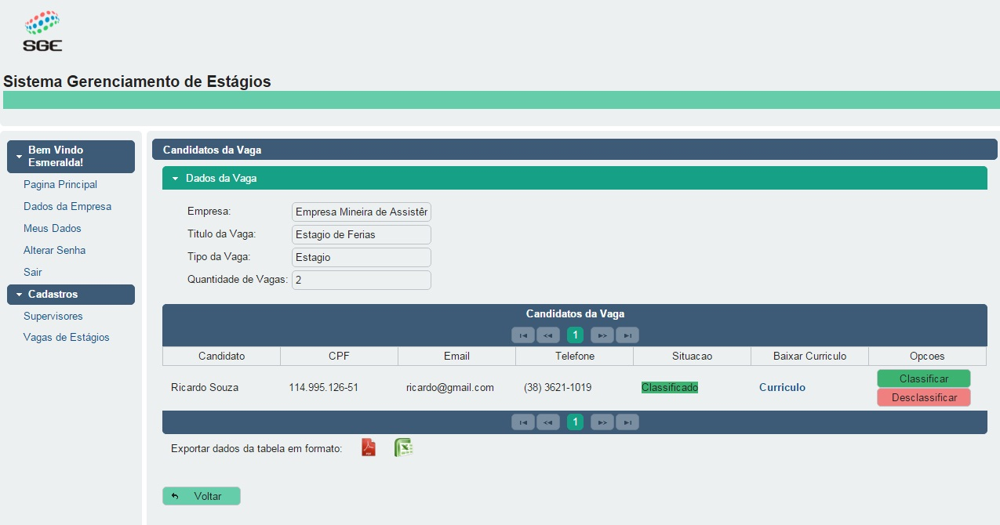 SGE
Sistema Gerenciamento de Estágios
Bem Vindo
Esmeralda!
Pagina Principal
Dados da Empresa
Meus Dados
Alterar Senha
Sair
Cadastros
Supervisores
Vagas de Estágios
Candidatos da Vaga
Dados da Vaga
Empresa: Empresa Mineira de Assistêr
Titulo da Vaga: Estagio de Ferias
Tipo da Vaga: Estagio
Quantidade de Vagas: 2
Candidatos da Vaga
1
Candidato CPF Email Telefone Situacao Baixar Curriculo Opcoes
Ricardo Souza 114.995.126-51 ricardo@gmail.com (38) 3621-1019 Classificado Curriculo Classificar
Desclassificar
1
Exportar dados da tabela em formato:
Voltar